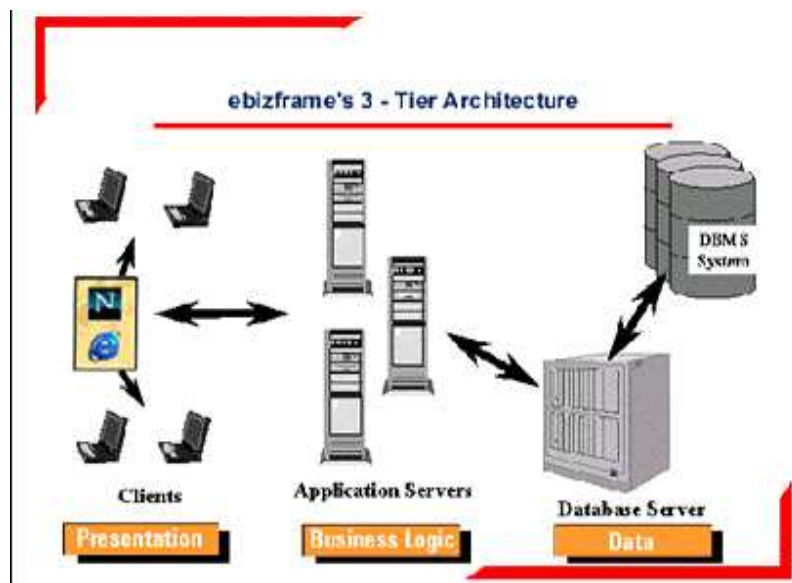 ebizframe's 3 - Tier Architecture
DBMS
System
N
Clients
Application Servers
Database Server
Presentation
Business Logic
Data